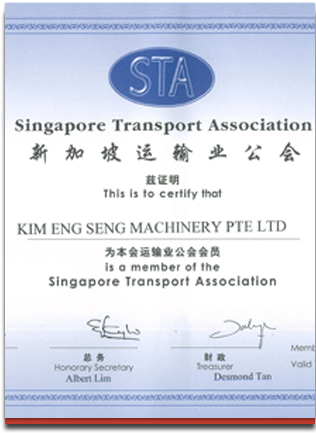 STA
Singapore Transport Association
新加坡运输业公会
兹证明
This is to certify that
KIM ENG SENG MACHINERY PTE LTD
为本会运输业公会会员
is a member of the
Singapore Transport Association
总务
Honorary Secretary
Albert Lim
财政
Treasurer
Desmond Tan
Memb
Valid